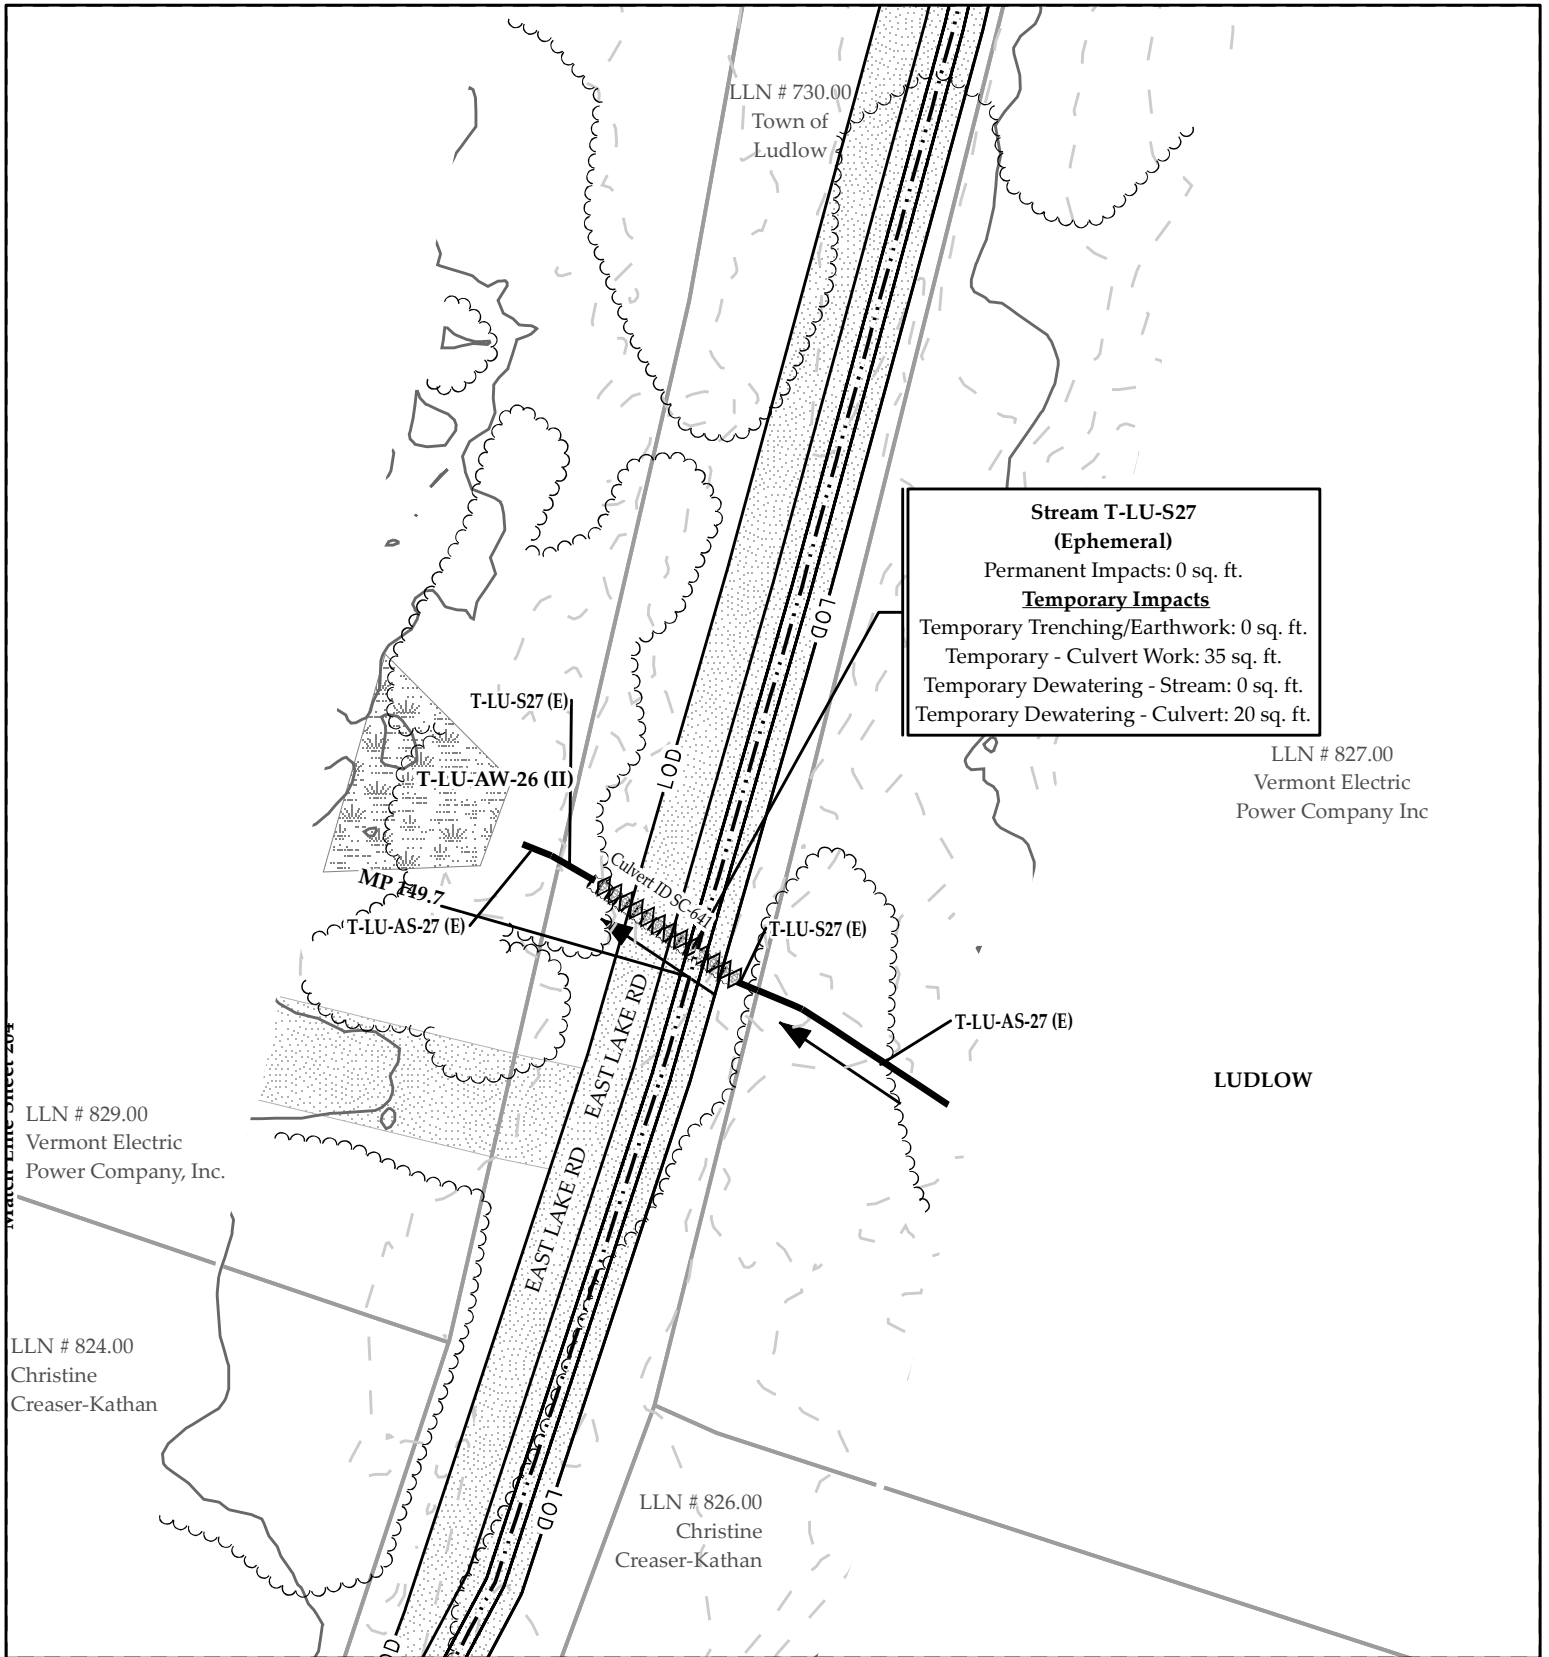 LLN # 730.00
Town of
Ludlow
Stream T-LU-S27
(Ephemeral)
Permanent Impacts: 0 sq. ft.
Temporary Impacts
Temporary Trenching/Earthwork: 0 sq. ft.
Temporary - Culvert Work: 35 sq. ft.
Temporary Dewatering - Stream: 0 sq. ft.
Temporary Dewatering - Culvert: 20 sq. ft.
LOD
T-LU-S27 (E)
LOD
T-LU-AW-26 (II)
LLN # 827.00
Vermont Electric
Power Company Inc
Culvert ID SC-641
MP 149.7
T-LU-AS-27 (E)
T-LU-S27 (E)
T-LU-AS-27 (E)
EAST LAKE RD
LUDLOW
LLN # 829.00
Vermont Electric
Power Company, Inc.
Match Line Sheet
EAST LAKE RD
LLN # 824.00
Christine
Creaser-Kathan
LOD
LLN # 826.00
Christine
Creaser-Kathan